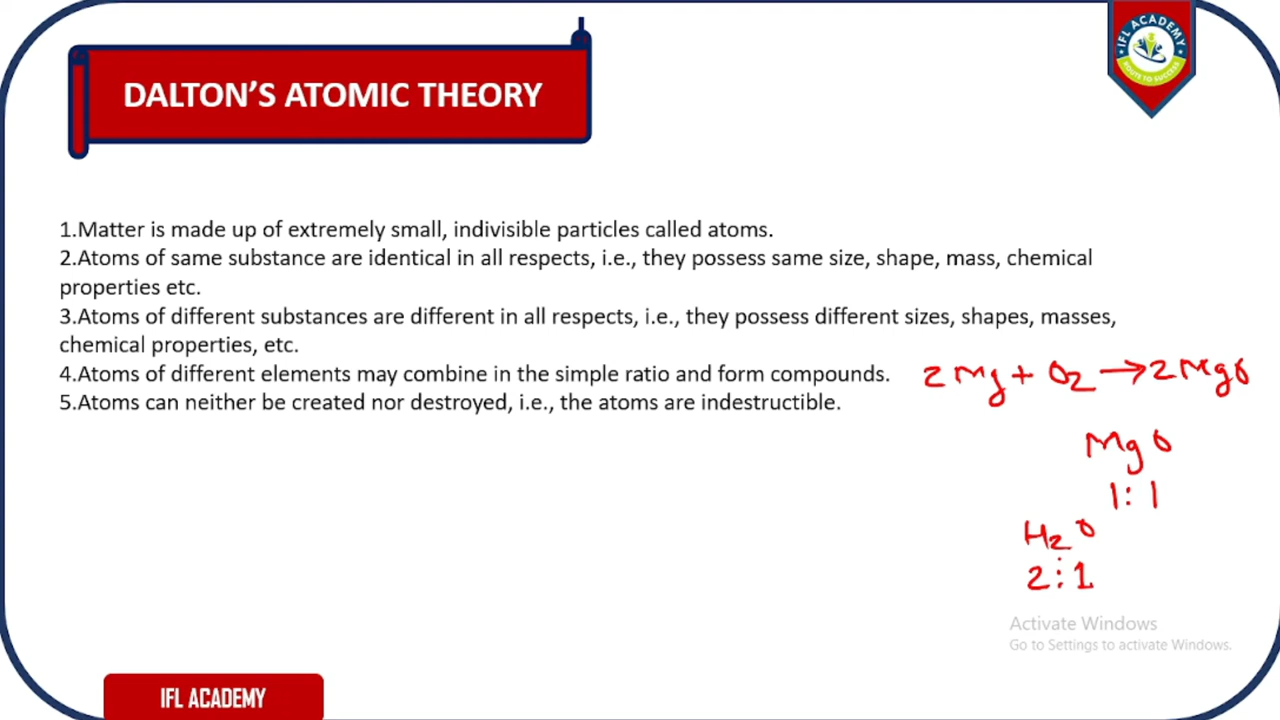 IFL ACADEMY
ROUTE TO SUCCESS
DALTON'S ATOMIC THEORY
1.Matter is made up of extremely small, indivisible particles called atoms.
2.Atoms of same substance are identical in all respects, i.e., they possess same size, shape, mass, chemical
properties etc.
3.Atoms of different substances are different in all respects, i.e., they possess different sizes, shapes, masses,
chemical properties, etc.
4.Atoms of different elements may combine in the simple ratio and form compounds.
2Mg + O2 → 2MgO
5.Atoms can neither be created nor destroyed, i.e., the atoms are indestructible.
MgO
1:1
H2O
2:1
Activate Windows
Go to Settings to activate Windows.
IFL ACADEMY